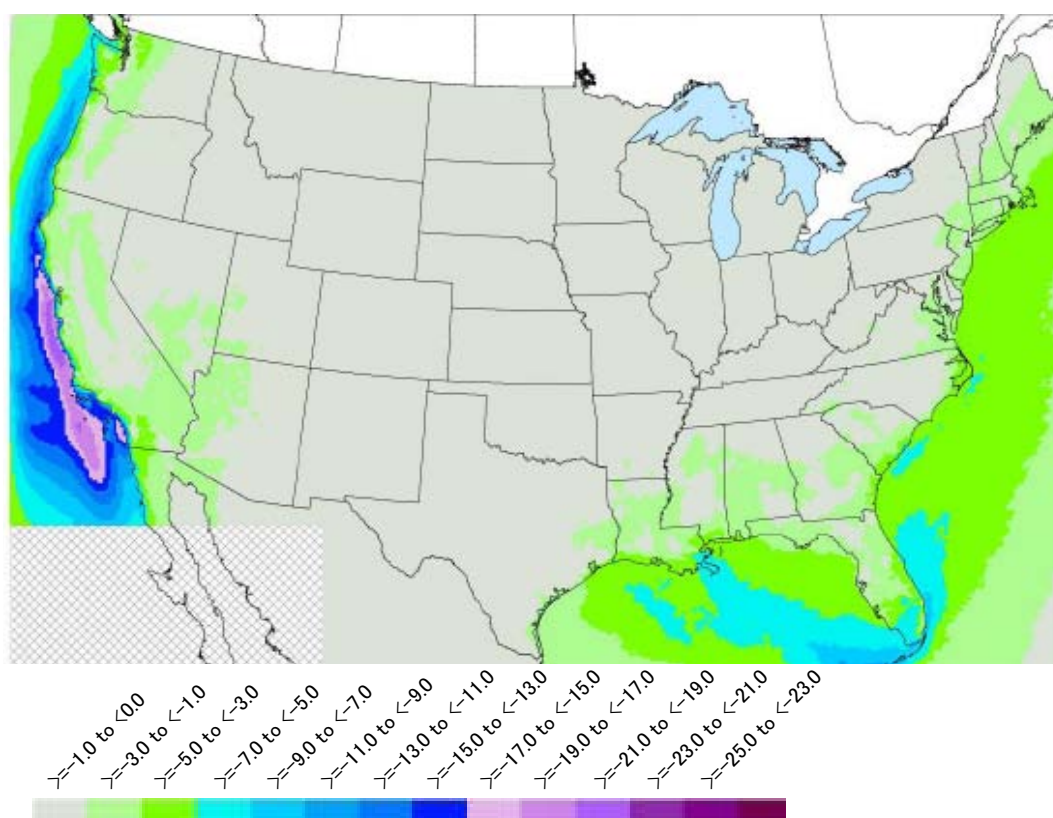 >=-1.0 to <0.0
>=-3.0 to <-1.0
>=-5.0 to <-3.0
>=-7.0 to <-5.0
>=-9.0 to <-7.0
>=-11.0 to <-9.0
>=-13.0 to <-11.0
>=-15.0 to <-13.0
>=-17.0 to <-15.0
>=-19.0 to <-17.0
>=-21.0 to <-19.0
>=-23.0 to <-21.0
>=-25.0 to <-23.0